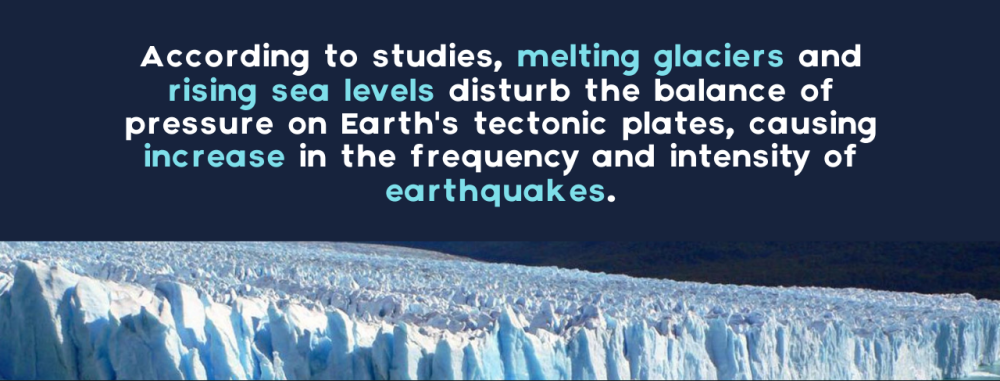 According to studies, melting glaciers and
rising sea levels disturb the balance of
pressure on Earth's tectonic plates, causing
increase in the frequency and intensity of
earthquakes.